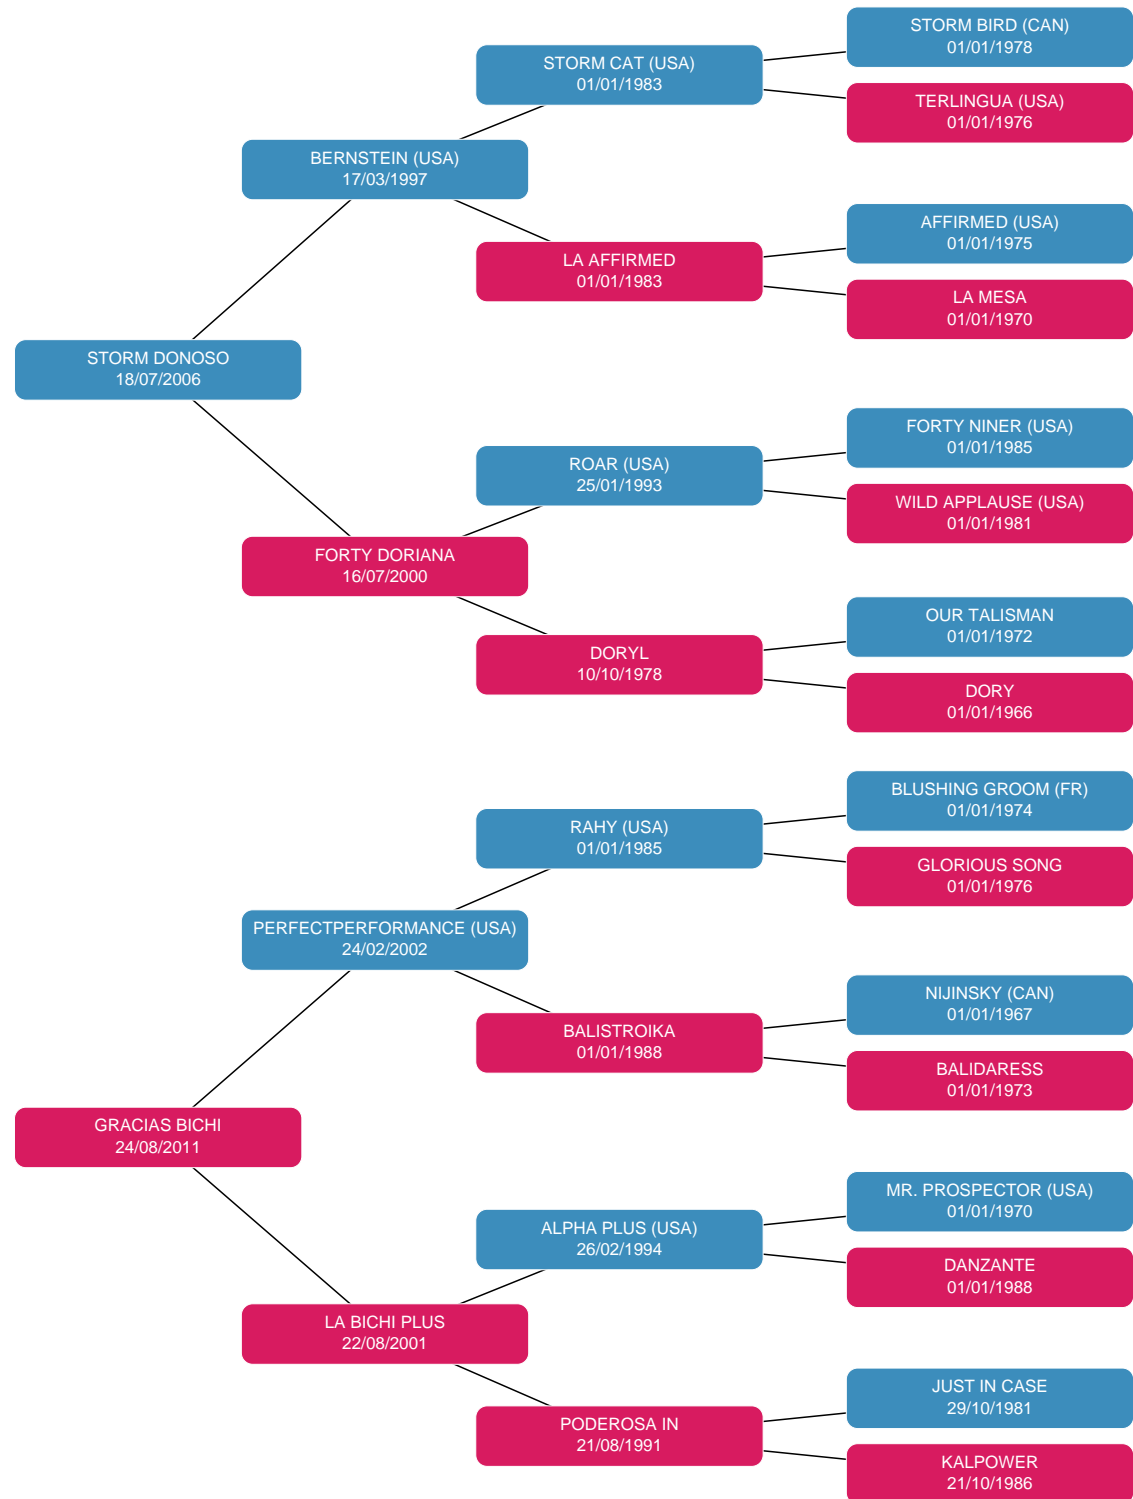 STORM BIRD (CAN)
01/01/1978
STORM CAT (USA)
01/01/1983
TERLINGUA (USA)
01/01/1976
BERNSTEIN (USA)
17/03/1997
AFFIRMED (USA)
01/01/1975
LA AFFIRMED
01/01/1983
LA MESA
01/01/1970
STORM DONOSO
18/07/2006
FORTY NINER (USA)
01/01/1985
ROAR (USA)
25/01/1993
WILD APPLAUSE (USA)
01/01/1981
FORTY DORIANA
16/07/2000
OUR TALISMAN
01/01/1972
DORYL
10/10/1978
DORY
01/01/1966
BLUSHING GROOM (FR)
01/01/1974
RAHY (USA)
01/01/1985
GLORIOUS SONG
01/01/1976
PERFECTPERFORMANCE (USA)
24/02/2002
NIJINSKY (CAN)
01/01/1967
BALISTROIKA
01/01/1988
BALIDARESS
01/01/1973
GRACIAS BICHI
24/08/2011
MR. PROSPECTOR (USA)
01/01/1970
ALPHA PLUS (USA)
26/02/1994
DANZANTE
01/01/1988
LA BICHI PLUS
22/08/2001
JUST IN CASE
29/10/1981
PODEROSA IN
21/08/1991
KALPOWER
21/10/1986